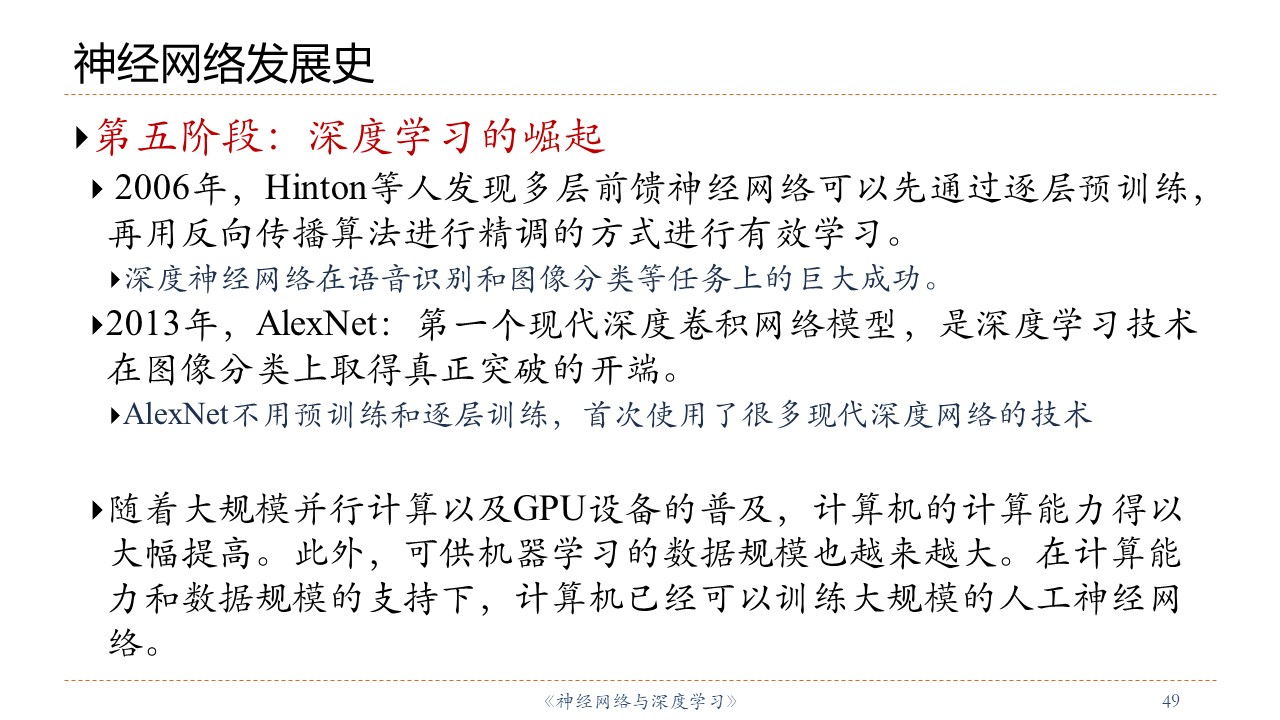 神经网络发展史
第五阶段：深度学习的崛起
2006年，Hinton等人发现多层前馈神经网络可以先通过逐层预训练，
再用反向传播算法进行精调的方式进行有效学习。
深度神经网络在语音识别和图像分类等任务上的巨大成功。
2013年，AlexNet：第一个现代深度卷积网络模型，是深度学习技术
在图像分类上取得真正突破的开端。
AlexNet不用预训练和逐层训练，首次使用了很多现代深度网络的技术
随着大规模并行计算以及GPU设备的普及，计算机的计算能力得以
大幅提高。此外，可供机器学习的数据规模也越来越大。在计算能
力和数据规模的支持下，计算机已经可以训练大规模的人工神经网
络。
《神经网络与深度学习》
49